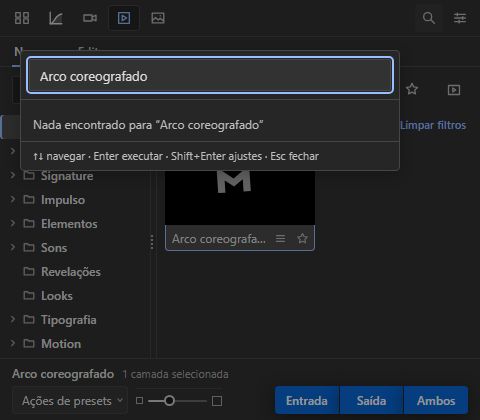 Arco coreografado
Nada encontrado para “Arco coreografado”
↑↓ navegar · Enter executar · Shift+Enter ajustes · Esc fechar
Limpar filtros
Signature
Impulso
Elementos
Sons
Revelações
Looks
Tipografia
Motion
M
Arco coreografa...
Arco coreografado 1 camada selecionada
Ações de presets
Entrada Saída Ambos